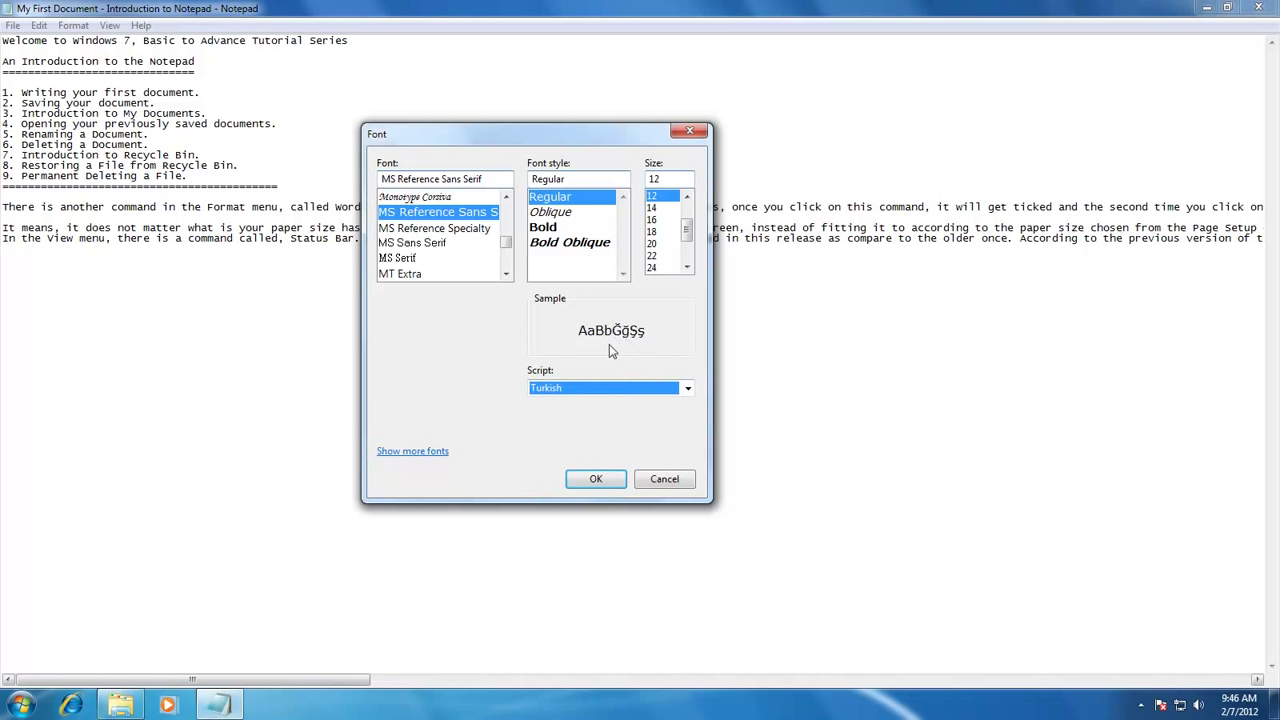 My First Document - Introduction to Notepad - Notepad
File Edit Format View Help
Welcome to Windows 7, Basic to Advance Tutorial Series
An Introduction to the Notepad
==============================
1. Writing your first document.
2. Saving your document.
3. Introduction to My Documents.
4. Opening your previously saved documents.
5. Renaming a Document.
6. Deleting a Document.
7. Introduction to Recycle Bin.
8. Restoring a File from Recycle Bin.
9. Permanent Deleting a File.
===========================================
There is another command in the Format menu, called Word s, once you click on this command, it will get ticked and the second time you click on
It means, it does not matter what is your paper size has reen, instead of fitting it to according to the paper size chosen from the Page Setup
In the View menu, there is a command called, Status Bar. d in this release as compare to the older once. According to the previous version of t
Font
Font:
MS Reference Sans Serif
Monotype Corsiva
MS Reference Sans S
MS Reference Specialty
MS Sans Serif
MS Serif
MT Extra
Font style:
Regular
Regular
Oblique
Bold
Bold Oblique
Size:
12
12
14
16
18
20
22
24
Sample
AaBbĞğŞş
Script:
Turkish
Show more fonts
OK Cancel
9:46 AM
2/7/2012